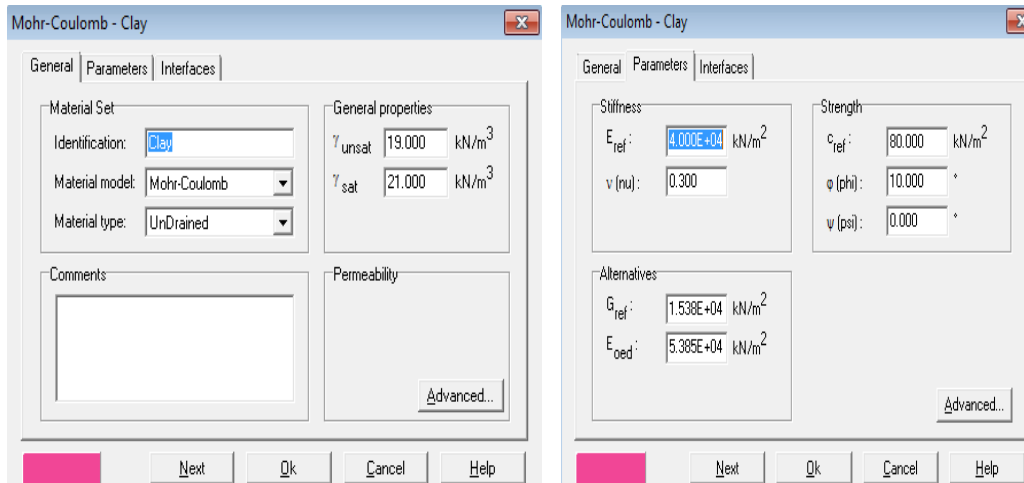 Mohr-Coulomb - Clay
General Parameters Interfaces
Material Set
Identification: Clay
Material model: Mohr-Coulomb
Material type: UnDrained
General properties
γ unsat 19.000 kN/m3
γ sat 21.000 kN/m3
Comments
Permeability
Advanced...
Next Ok Cancel Help
Mohr-Coulomb - Clay
General Parameters Interfaces
Stiffness
Eref : 4.000E+04 kN/m2
ν (nu) : 0.300
Strength
cref : 80.000 kN/m2
φ (phi) : 10.000 °
ψ (psi) : 0.000 °
Alternatives
Gref : 1.538E+04 kN/m2
Eoed : 5.385E+04 kN/m2
Advanced...
Next Ok Cancel Help